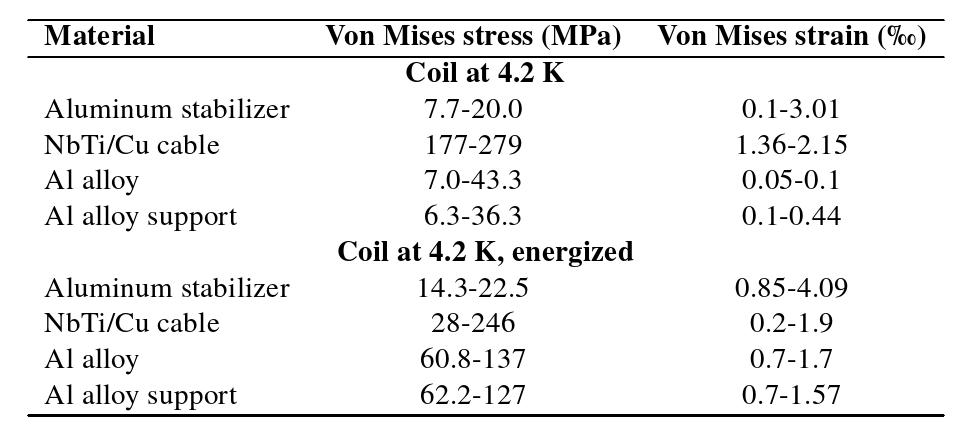 Material Von Mises stress (MPa) Von Mises strain (‰)
Coil at 4.2 K
Aluminum stabilizer 7.7-20.0 0.1-3.01
NbTi/Cu cable 177-279 1.36-2.15
Al alloy 7.0-43.3 0.05-0.1
Al alloy support 6.3-36.3 0.1-0.44
Coil at 4.2 K, energized
Aluminum stabilizer 14.3-22.5 0.85-4.09
NbTi/Cu cable 28-246 0.2-1.9
Al alloy 60.8-137 0.7-1.7
Al alloy support 62.2-127 0.7-1.57